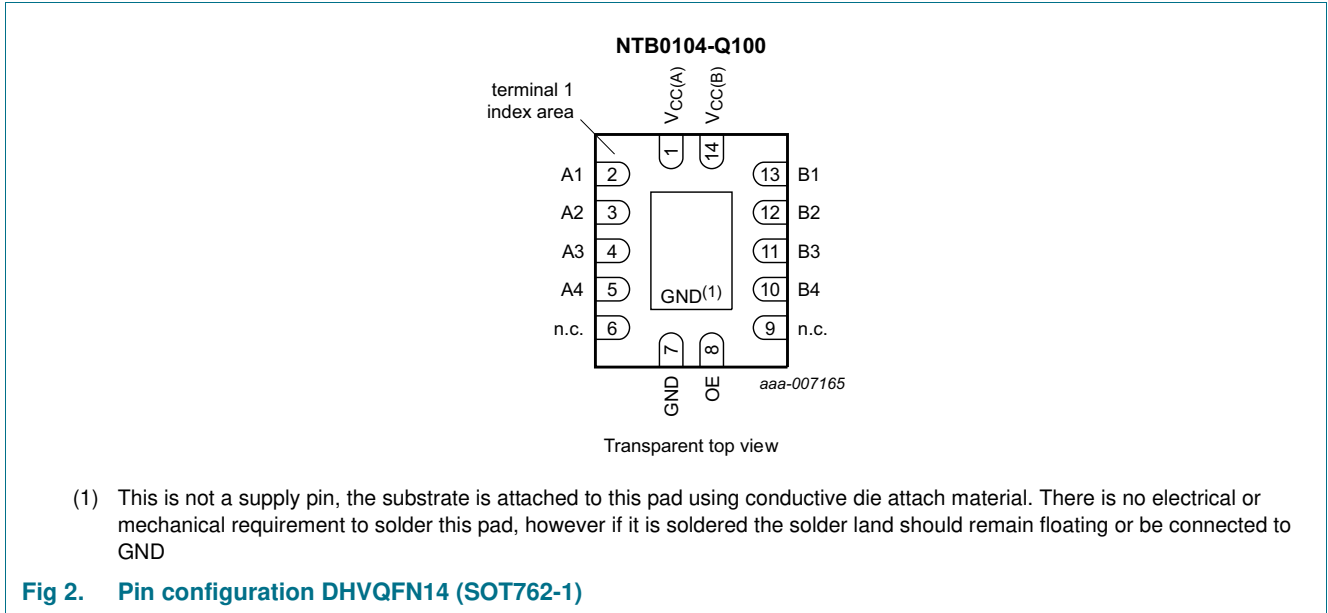 NTB0104-Q100
terminal 1
index area
VCC(A)
VCC(B)
1
14
A1
2
13
B1
A2
3
12
B2
A3
4
11
B3
A4
5
GND(1)
10
B4
n.c.
6
9
n.c.
7
8
GND
OE
aaa-007165
Transparent top view
(1) This is not a supply pin, the substrate is attached to this pad using conductive die attach material. There is no electrical or
mechanical requirement to solder this pad, however if it is soldered the solder land should remain floating or be connected to
GND
Fig 2. Pin configuration DHVQFN14 (SOT762-1)